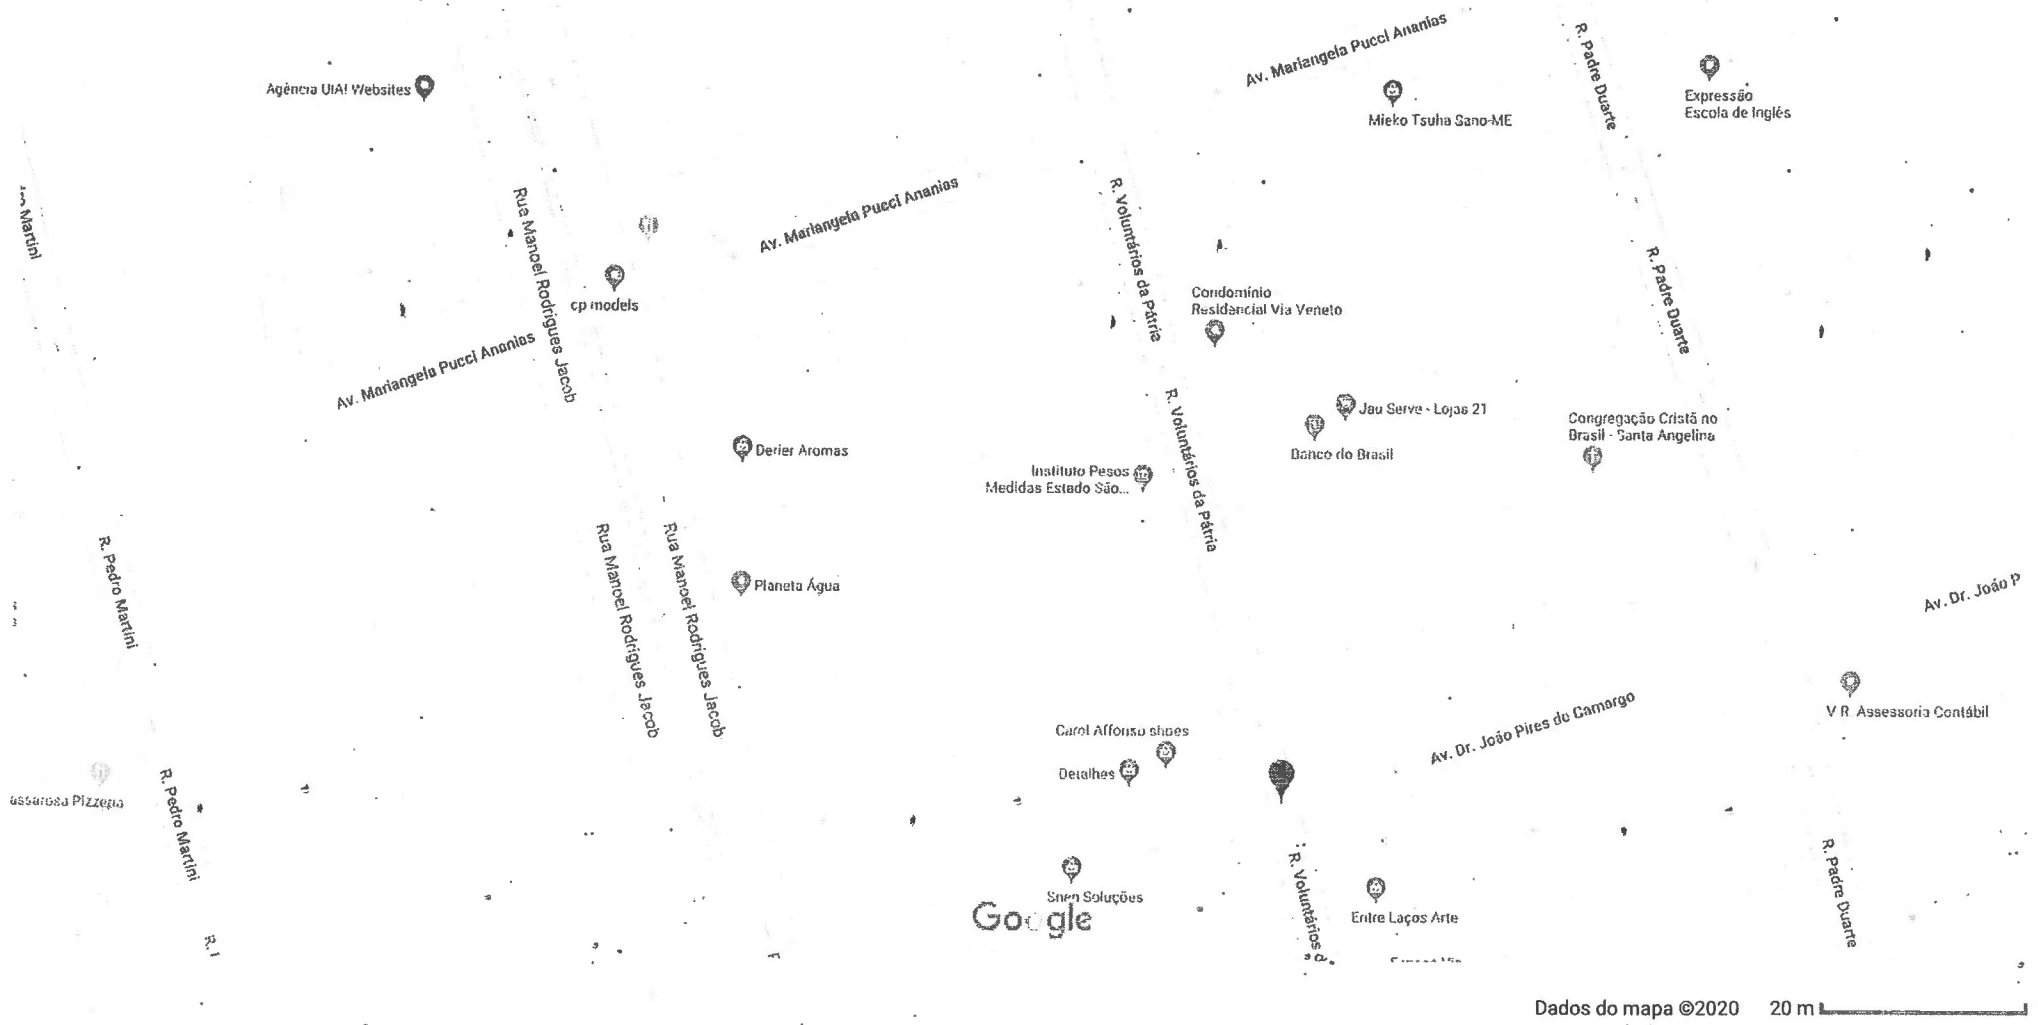 Av. Mariangela Pucci Ananias
R. Padre Duarte
Agência UIA! Websites
Mieko Tsuha Sano-ME
Expressão
Escola de Inglês
Martini
Rua Manoel Rodrigues Jacob
Av. Mariangela Pucci Ananias
R. Voluntários da Pátria
cp models
Condomínio
Residencial Via Veneto
R. Padre Duarte
Av. Mariangela Pucci Ananias
Derier Aromas
Instituto Pesos
Medidas Estado São...
R. Voluntários da Pátria
Jau Serve - Lojas 21
Banco do Brasil
Congregação Cristã no
Brasil - Santa Angelina
R. Pedro Martini
Rua Manoel Rodrigues Jacob
Rua Manoel Rodrigues Jacob
Planeta Água
Av. Dr. João P
V R Assessoria Contábil
Av. Dr. João Pires de Camargo
Carol Affonso shoes
Detalhes
Pizzeria
R. Pedro Martini
Soluções
Google
R. Voluntários d
Entre Laços Arte
R. Padre Duarte
Dados do mapa ©2020 20 m